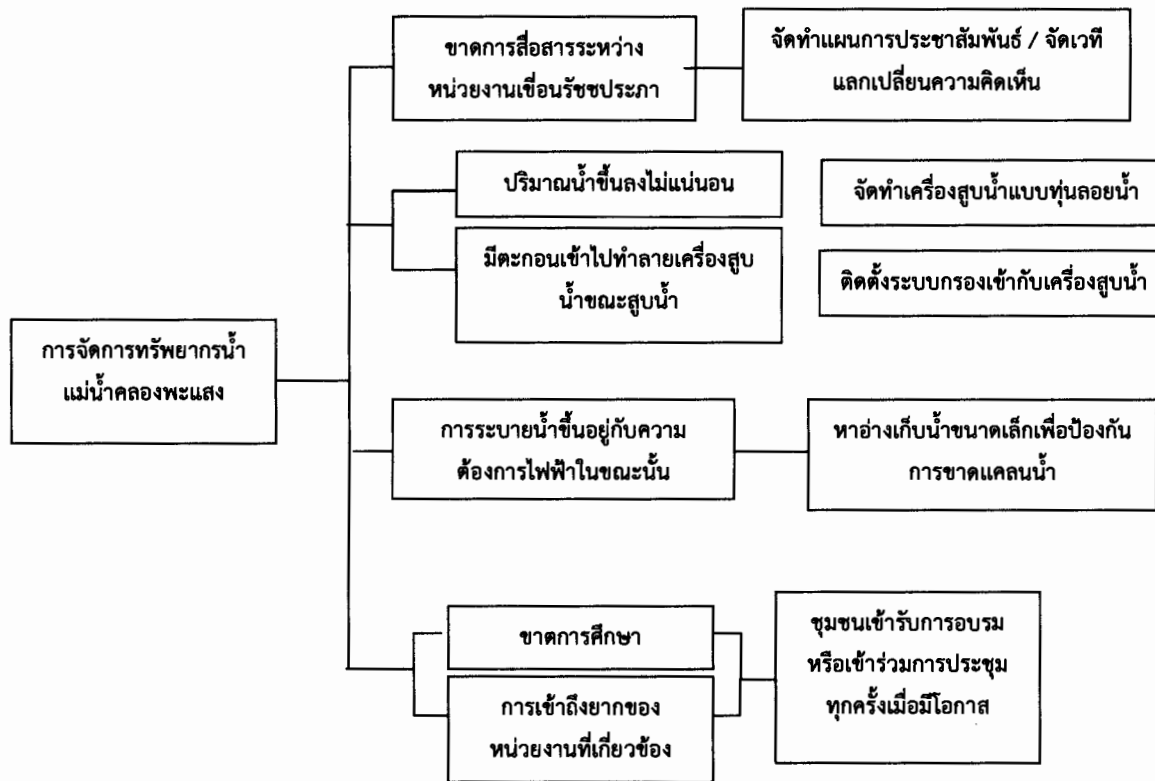 ขาดการสื่อสารระหว่าง
หน่วยงานเขื่อนรัชชประภา
จัดทำแผนการประชาสัมพันธ์ / จัดเวที
แลกเปลี่ยนความคิดเห็น
ปริมาณน้ำขึ้นลงไม่แน่นอน
จัดทำเครื่องสูบน้ำแบบทุ่นลอยน้ำ
มีตะกอนเข้าไปทำลายเครื่องสูบ
น้ำขณะสูบน้ำ
ติดตั้งระบบกรองเข้ากับเครื่องสูบน้ำ
การจัดการทรัพยากรน้ำ
แม่น้ำคลองพะแสง
การระบายน้ำขึ้นอยู่กับความ
ต้องการไฟฟ้าในขณะนั้น
หาอ่างเก็บน้ำขนาดเล็กเพื่อป้องกัน
การขาดแคลนน้ำ
ขาดการศึกษา
การเข้าถึงยากของ
หน่วยงานที่เกี่ยวข้อง
ชุมชนเข้ารับการอบรม
หรือเข้าร่วมการประชุม
ทุกครั้งเมื่อมีโอกาส